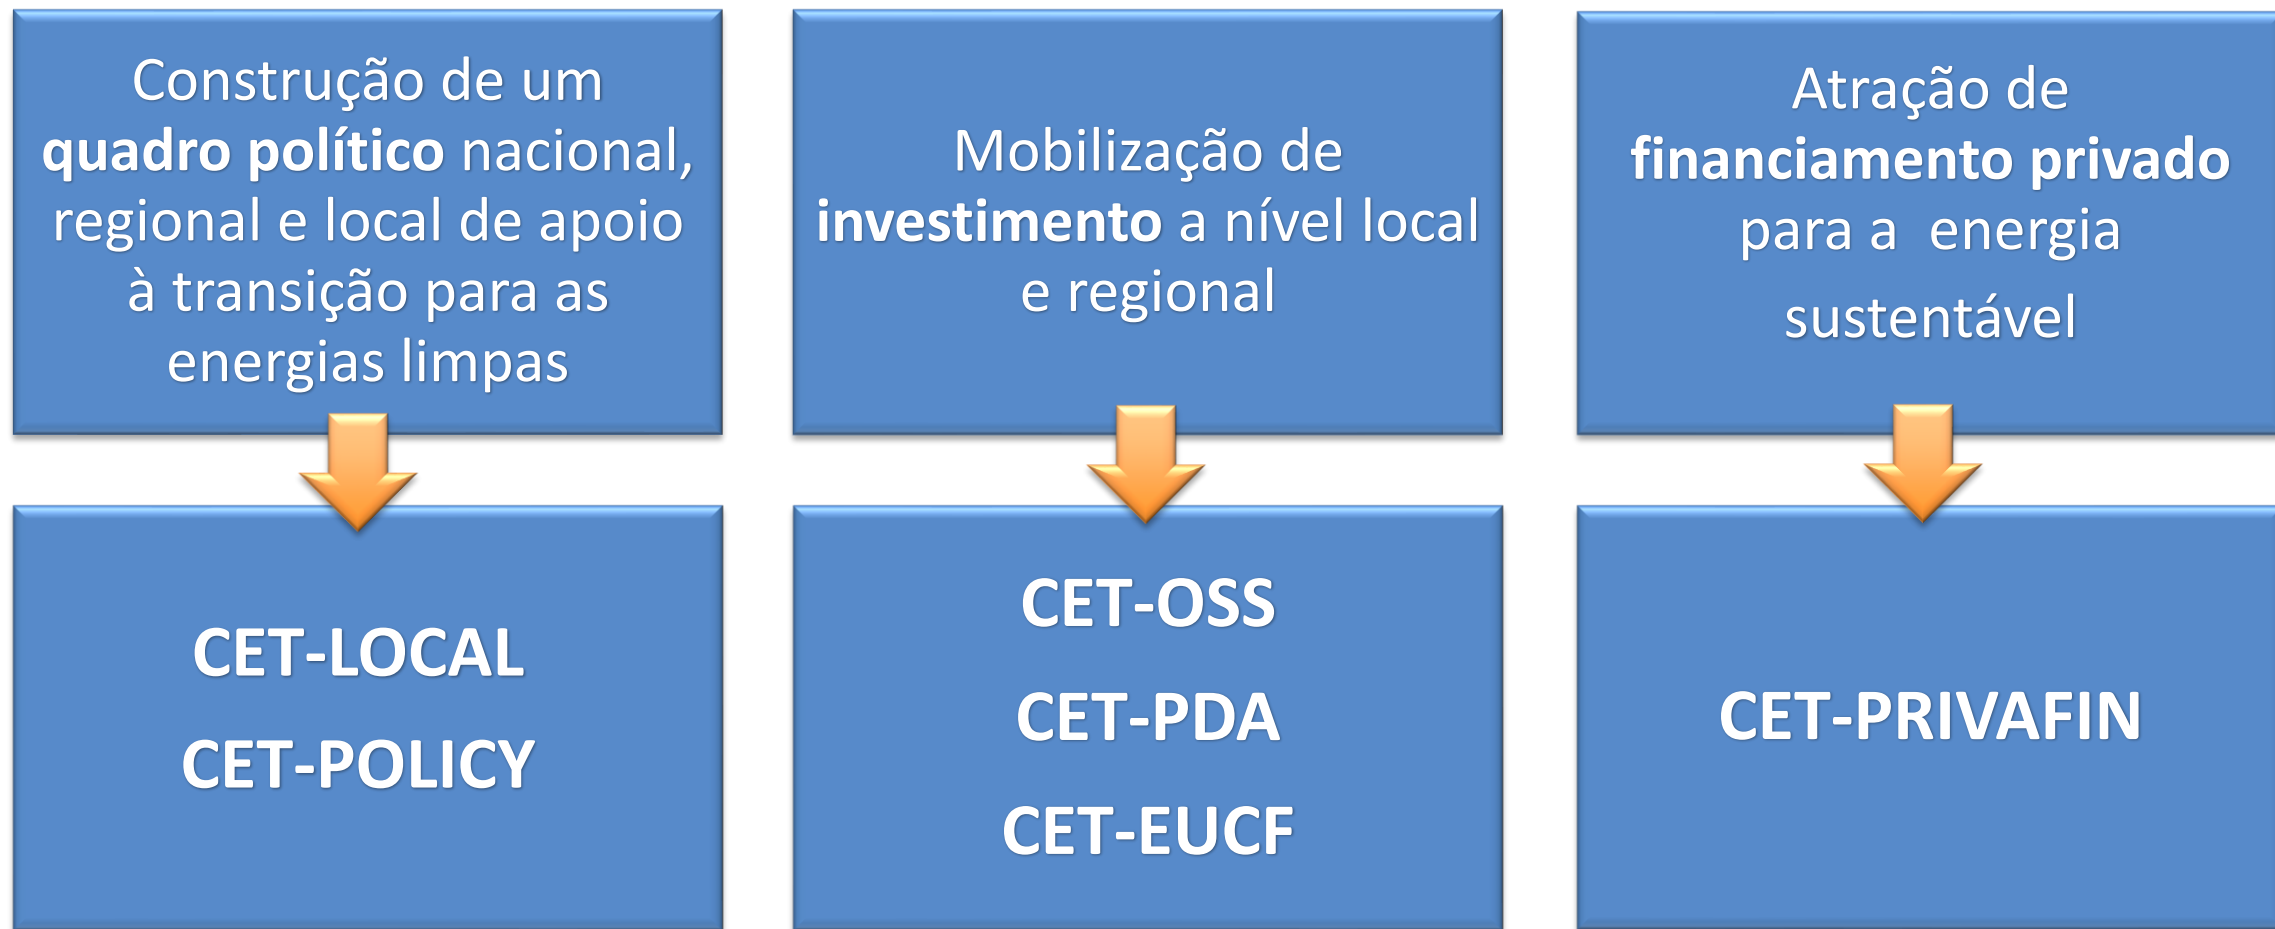 Construção de um
quadro político nacional,
regional e local de apoio
à transição para as
energias limpas
Mobilização de
investimento a nível local
e regional
Atração de
financiamento privado
para a energia
sustentável
CET-LOCAL
CET-POLICY
CET-OSS
CET-PDA
CET-EUCF
CET-PRIVAFIN